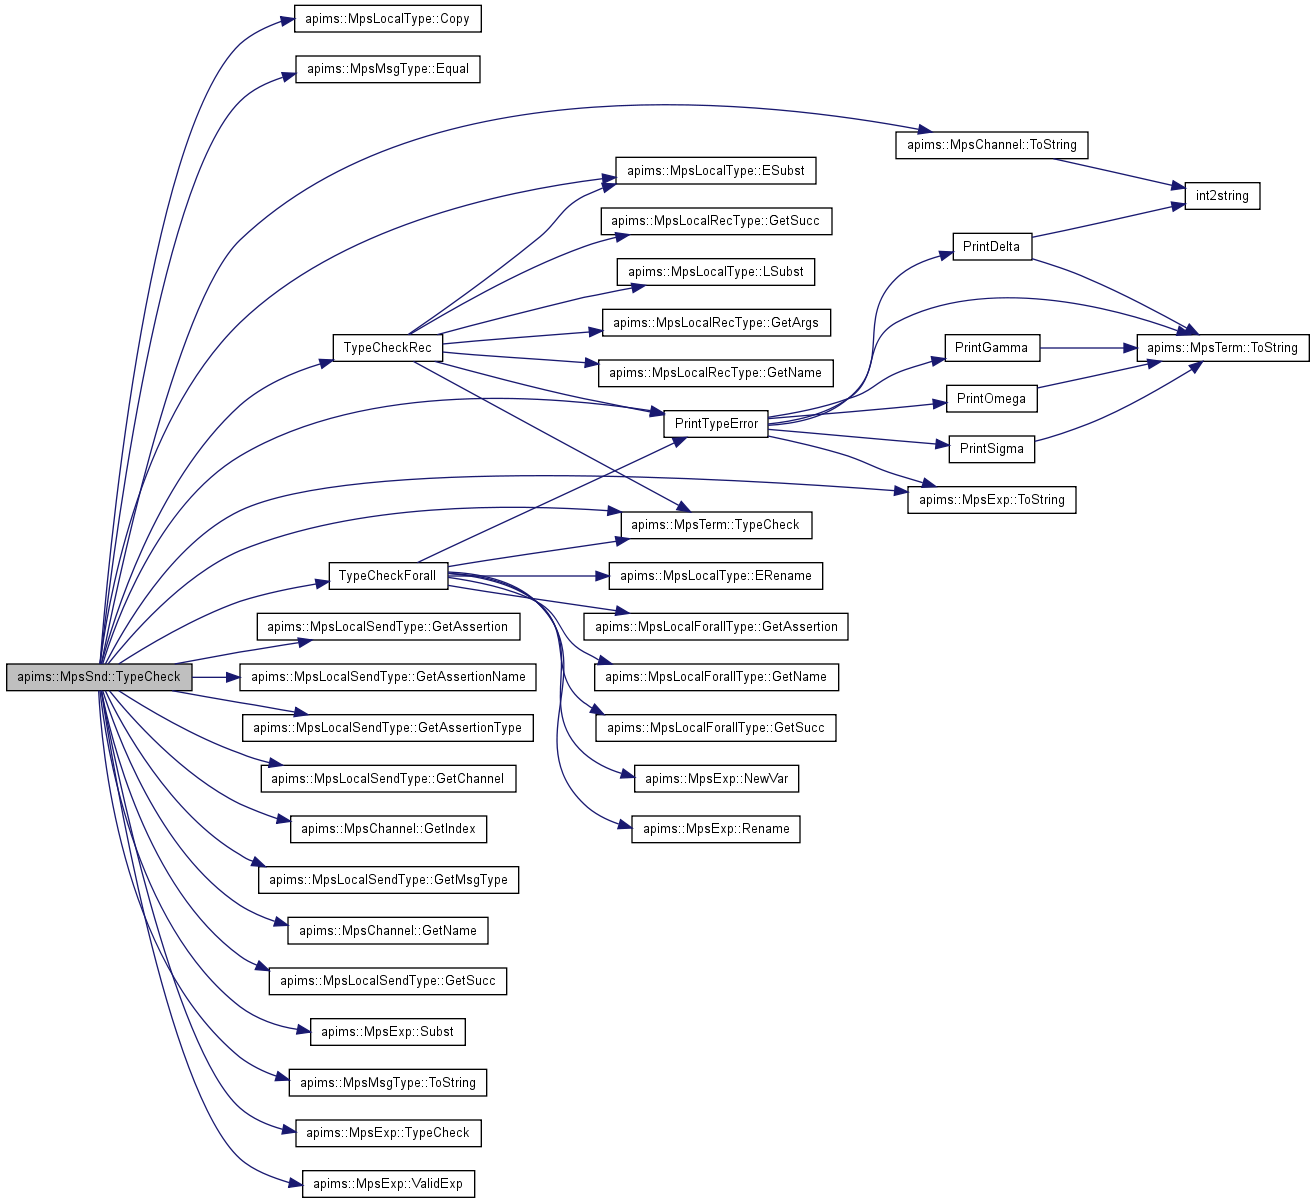 apims::MpsLocalType::Copy
apims::MpsMsgType::Equal
apims::MpsChannel::ToString
apims::MpsLocalType::ESubst
int2string
apims::MpsLocalRecType::GetSucc
PrintDelta
apims::MpsLocalType::LSubst
apims::MpsLocalRecType::GetArgs
TypeCheckRec
PrintGamma
apims::MpsTerm::ToString
apims::MpsLocalRecType::GetName
PrintOmega
PrintTypeError
PrintSigma
apims::MpsExp::ToString
apims::MpsTerm::TypeCheck
TypeCheckForall
apims::MpsLocalType::ERename
apims::MpsLocalSendType::GetAssertion
apims::MpsLocalForallType::GetAssertion
apims::MpsSnd::TypeCheck
apims::MpsLocalSendType::GetAssertionName
apims::MpsLocalForallType::GetName
apims::MpsLocalSendType::GetAssertionType
apims::MpsLocalForallType::GetSucc
apims::MpsLocalSendType::GetChannel
apims::MpsExp::NewVar
apims::MpsChannel::GetIndex
apims::MpsExp::Rename
apims::MpsLocalSendType::GetMsgType
apims::MpsChannel::GetName
apims::MpsLocalSendType::GetSucc
apims::MpsExp::Subst
apims::MpsMsgType::ToString
apims::MpsExp::TypeCheck
apims::MpsExp::ValidExp